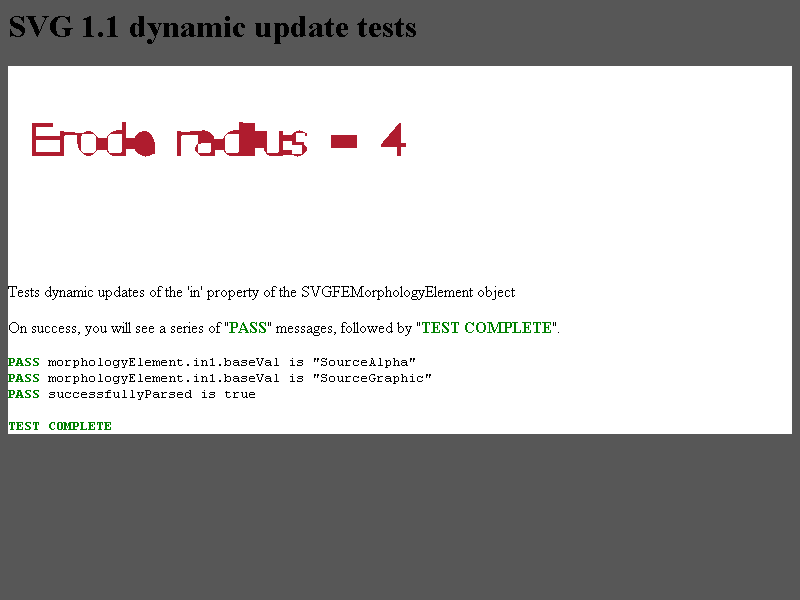 SVG 1.1 dynamic update tests
Erode radius = 4
Tests dynamic updates of the 'in' property of the SVGFEMorphologyElement object
On success, you will see a series of "PASS" messages, followed by "TEST COMPLETE".
PASS morphologyElement.in1.baseVal is "SourceAlpha"
PASS morphologyElement.in1.baseVal is "SourceGraphic"
PASS successfullyParsed is true
TEST COMPLETE